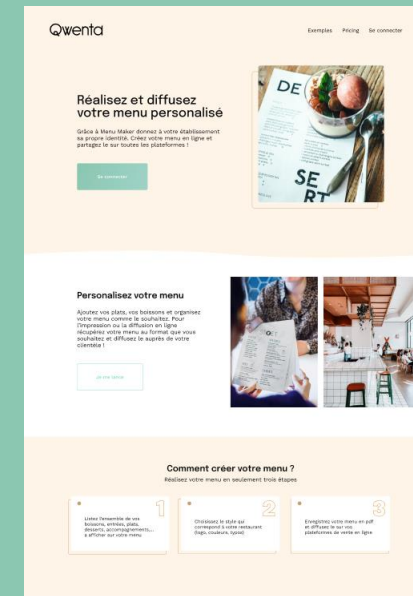 Qwenta
Exemples Pricing Se connecter
Réalisez et diffusez
votre menu personalisé
Grâce à Menu Maker donnez à votre établissement
sa propre identité. Créez votre menu en ligne et
partagez le sur toutes les plateformes !
Se connecter
DE
SE
RT
Personalisez votre menu
Ajoutez vos plats, vos boissons et organisez
votre menu comme le souhaitez. Pour
l'impression ou la diffusion en ligne
récupérez votre menu au format que vous
souhaitez et diffusez le auprès de votre
clientèle !
Comment créer votre menu ?
Réalisez votre menu en seulement trois étapes
1
Listez l'ensemble de vos
boissons, entrées, plats,
desserts, accompagnements...
à afficher sur votre menu
2
Choisissez le style qui
correspond à votre restaurant
(logo, couleurs, typos)
3
Enregistrez votre menu en pdf
et diffusez le sur vos
plateformes de vente en ligne